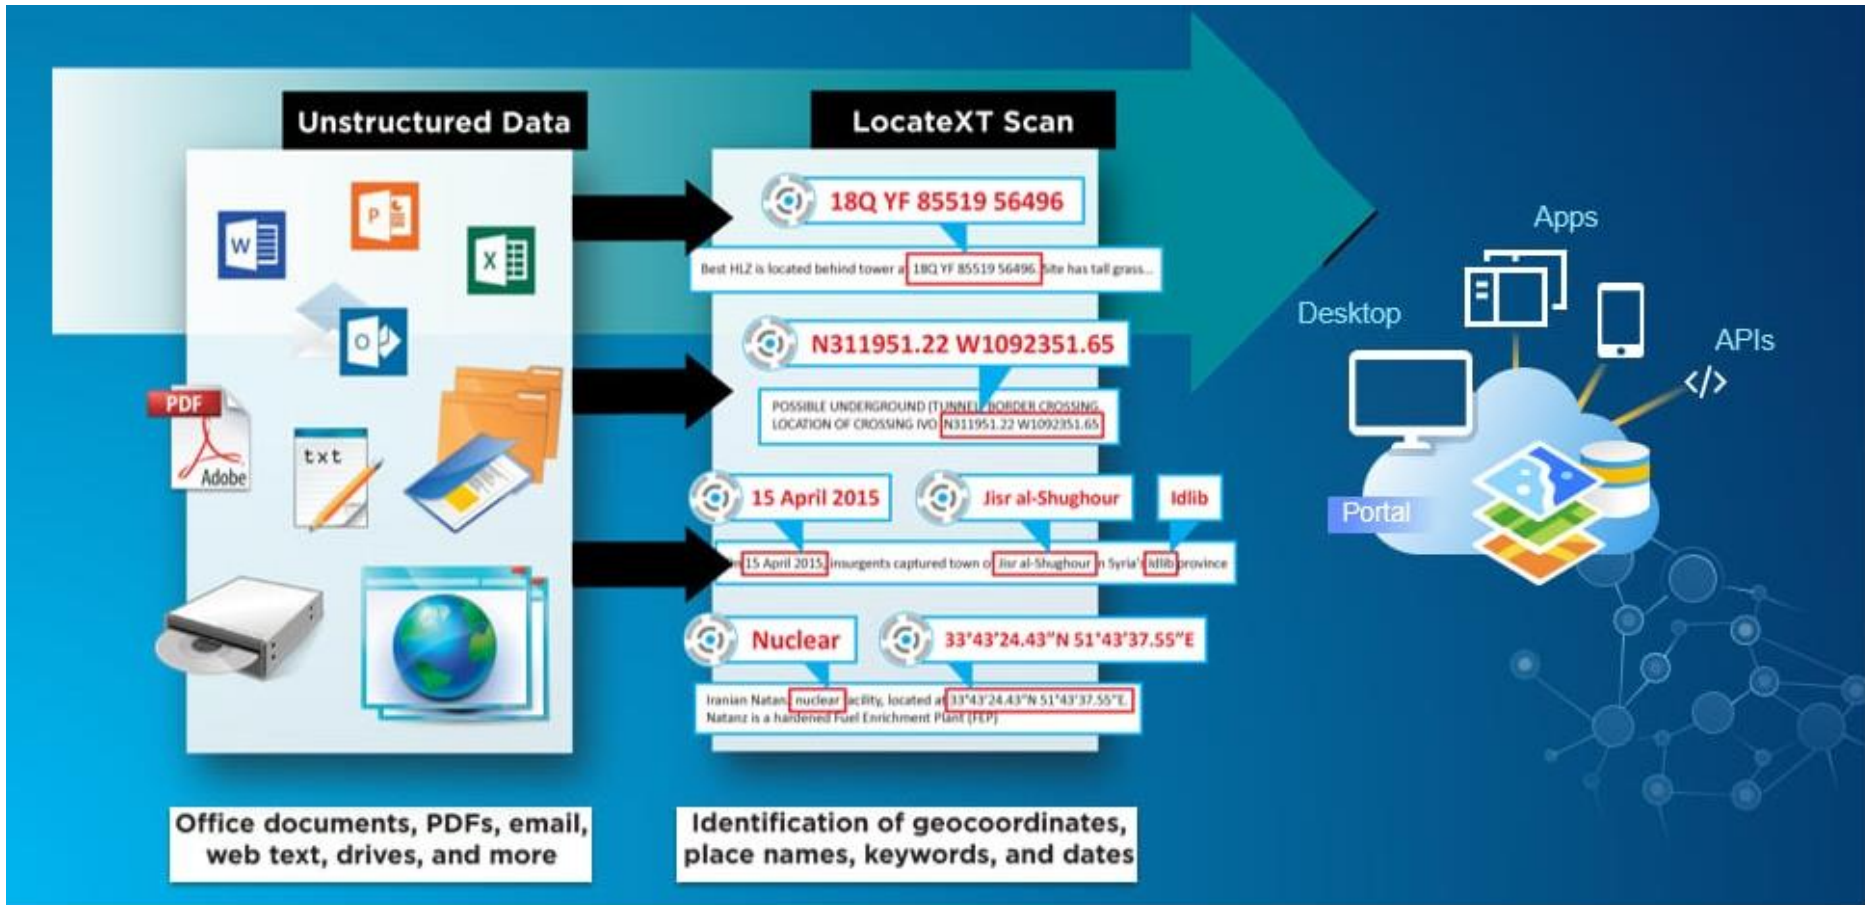 Unstructured Data
W
P
X
O
PDF
Adobe
txt
Office documents, PDFs, email,
web text, drives, and more
LocateXT Scan
18Q YF 85519 56496
Best HLZ is located behind tower a 18Q YF 85519 56496. Site has tall grass...
N311951.22 W1092351.65
POSSIBLE UNDERGROUND (TUNNEL) BORDER CROSSING,
LOCATION OF CROSSING IVO N311951.22 W1092351.65
15 April 2015 Jisr al-Shughour Idlib
15 April 2015, insurgents captured town o Jisr al-Shughour n Syria's Idlib province
Nuclear 33°43'24.43"N 51°43'37.55"E
Iranian Natanz nuclear facility, located at 33°43'24.43"N 51°43'37.55"E.
Natanz is a hardened Fuel Enrichment Plant (FEP)
Identification of geocoordinates,
place names, keywords, and dates
Apps
Desktop
APIs
</>
Portal